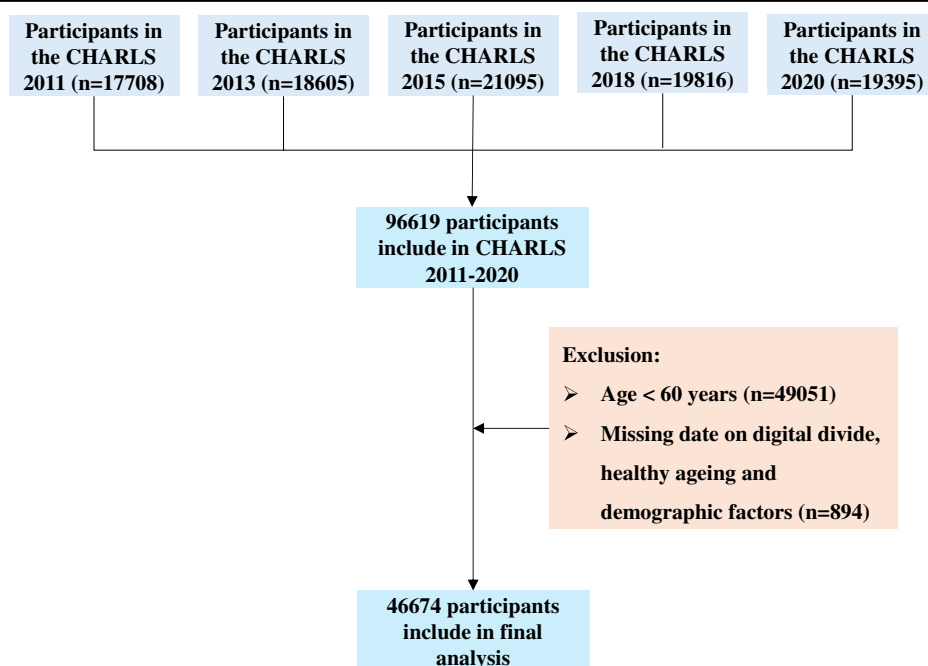 Participants in
the CHARLS
2011 (n=17708)
Participants in
the CHARLS
2013 (n=18605)
Participants in
the CHARLS
2015 (n=21095)
Participants in
the CHARLS
2018 (n=19816)
Participants in
the CHARLS
2020 (n=19395)
96619 participants
include in CHARLS
2011-2020
Exclusion:
➢ Age < 60 years (n=49051)
➢ Missing date on digital divide,
healthy ageing and
demographic factors (n=894)
46674 participants
include in final
analysis